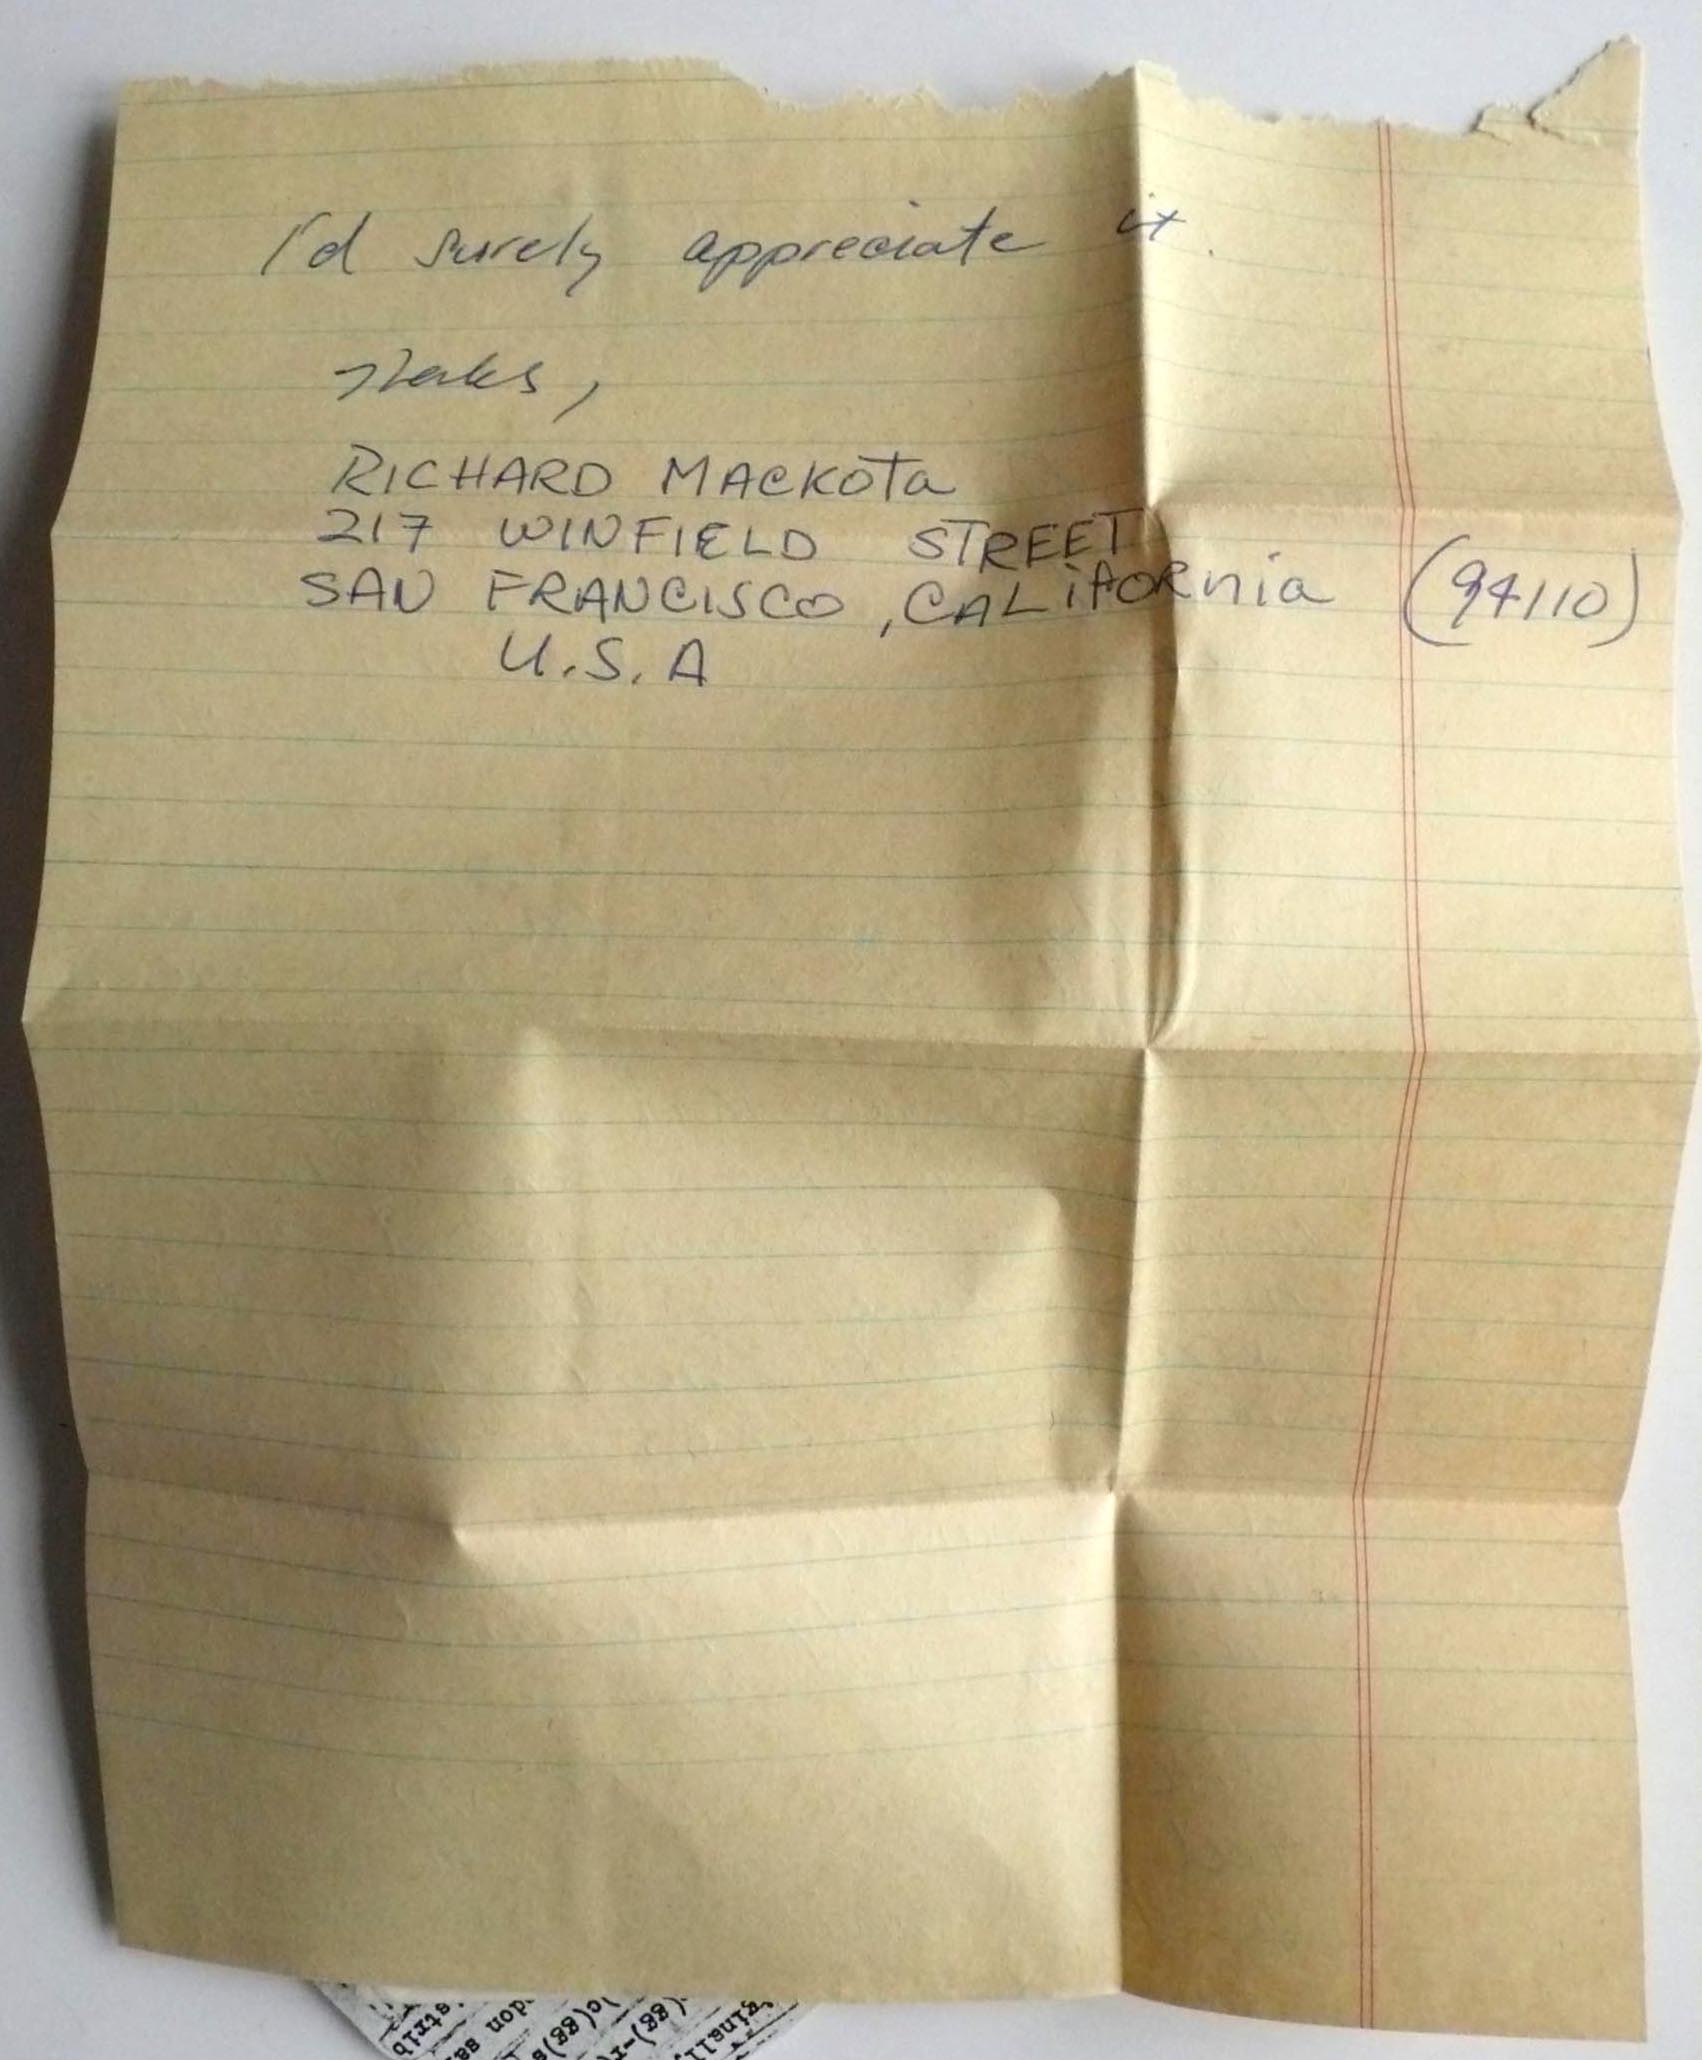 I'd surely appreciate it.
Thanks,
RICHARD MACKOTa
217 WINFIELD STREET
SAN FRANCISCO, CALiFORnia (94110)
U.S.A